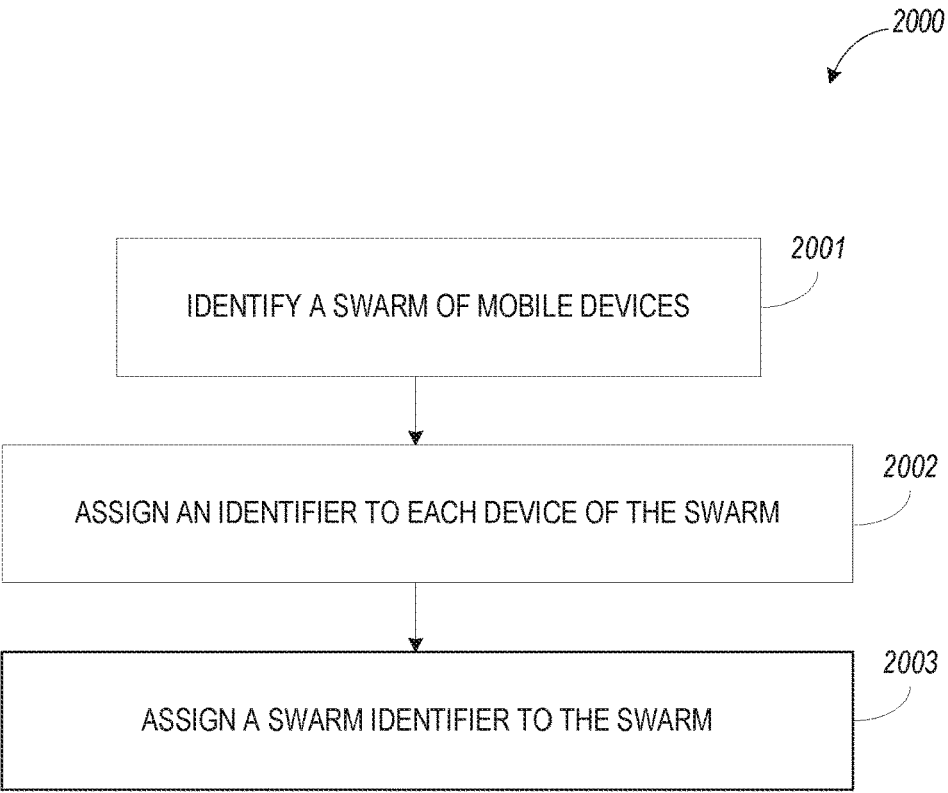 2000
2001
IDENTIFY A SWARM OF MOBILE DEVICES
2002
ASSIGN AN IDENTIFIER TO EACH DEVICE OF THE SWARM
2003
ASSIGN A SWARM IDENTIFIER TO THE SWARM